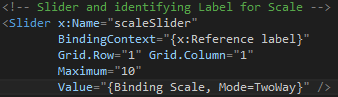 <!-- Slider and identifying Label for Scale -->
<Slider x:Name="scaleSlider"
BindingContext="{x:Reference label}"
Grid.Row="1" Grid.Column="1"
Maximum="10"
Value="{Binding Scale, Mode=TwoWay}" />